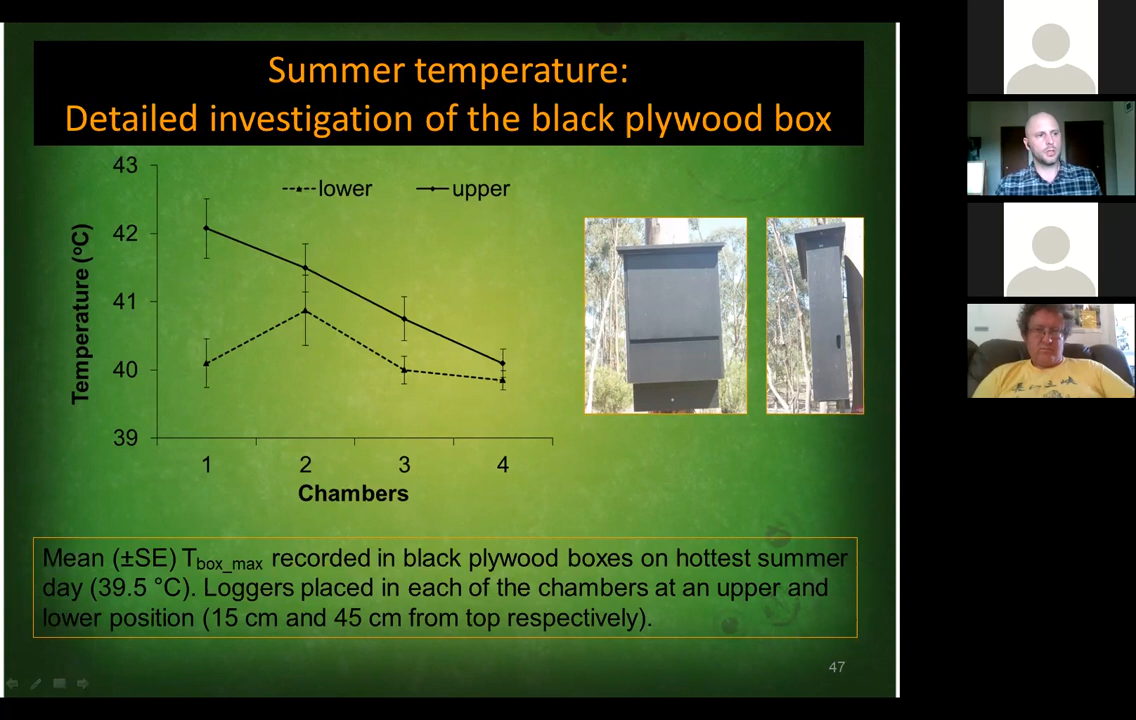 Summer temperature:
Detailed investigation of the black plywood box
43
42
41
40
39
Temperature (ºC)
lower
upper
1 2 3 4
Chambers
Mean (±SE) Tbox_max recorded in black plywood boxes on hottest summer
day (39.5 °C). Loggers placed in each of the chambers at an upper and
lower position (15 cm and 45 cm from top respectively).
47